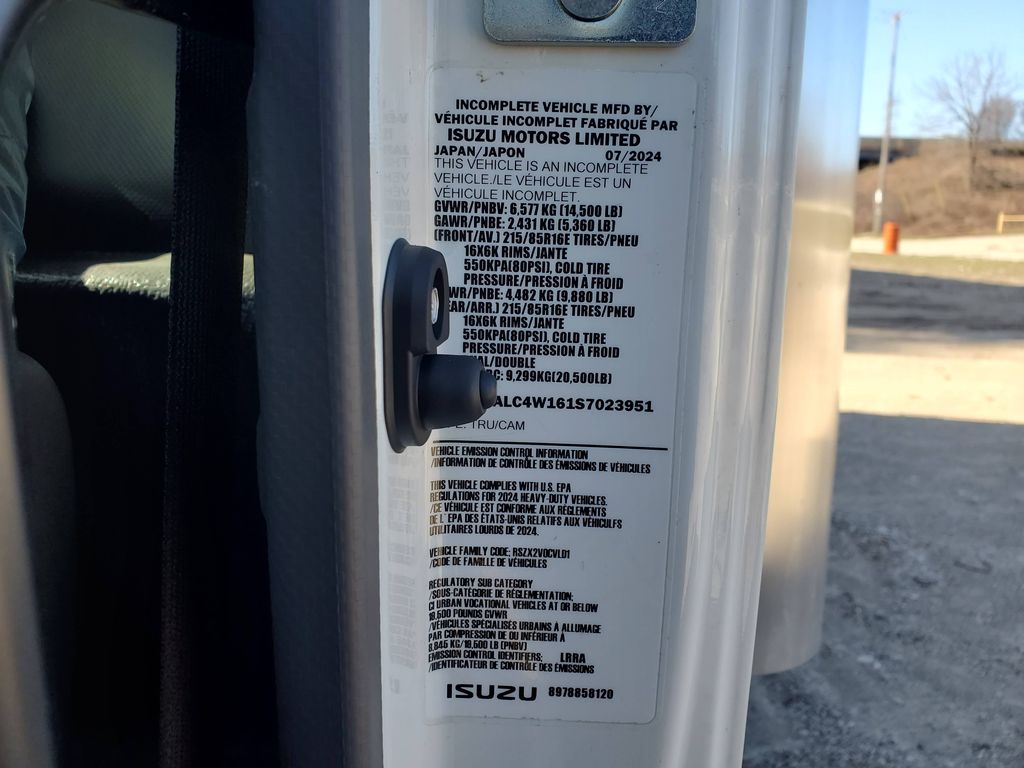 INCOMPLETE VEHICLE MFD BY/
VÉHICULE INCOMPLET FABRIQUÉ PAR
ISUZU MOTORS LIMITED
JAPAN/JAPON 07/2024
THIS VEHICLE IS AN INCOMPLETE
VEHICLE./LE VÉHICULE EST UN
VÉHICULE INCOMPLET.
GVWR/PNBV: 6,577 KG (14,500 LB)
GAWR/PNBE: 2,431 KG (5,360 LB)
(FRONT/AV.) 215/85R16E TIRES/PNEU
16X6K RIMS/JANTE
550KPA(80PSI), COLD TIRE
PRESSURE/PRESSION À FROID
WR/PNBE: 4,482 KG (9,880 LB)
EAR/ARR.) 215/85R16E TIRES/PNEU
16X6K RIMS/JANTE
550KPA(80PSI), COLD TIRE
PRESSURE/PRESSION À FROID
AL/DOUBLE
C: 9,299KG(20,500LB)
ALC4W161S7023951
E: TRU/CAM
VEHICLE EMISSION CONTROL INFORMATION
/INFORMATION DE CONTRÔLE DES ÉMISSIONS DE VÉHICULES
THIS VEHICLE COMPLIES WITH U.S. EPA
REGULATIONS FOR 2024 HEAVY-DUTY VEHICLES.
/CE VÉHICULE EST CONFORME AUX RÈGLEMENTS
DE L'EPA DES ÉTATS-UNIS RELATIFS AUX VÉHICULES
UTILITAIRES LOURDS DE 2024.
VEHICLE FAMILY CODE: RSZX2VOCVLD1
/CODE DE FAMILLE DE VÉHICULES
REGULATORY SUB CATEGORY
/SOUS-CATÉGORIE DE RÉGLEMENTATION:
CI URBAN VOCATIONAL VEHICLES AT OR BELOW
19,500 POUNDS GVWR
/VÉHICULES SPÉCIALISÉS URBAINS À ALLUMAGE
PAR COMPRESSION DE OU INFÉRIEUR À
8,845 KG/19,500 LB (PNBV)
EMISSION CONTROL IDENTIFIERS: LRRA
/IDENTIFICATEUR DE CONTRÔLE DES ÉMISSIONS
ISUZU 8978858120